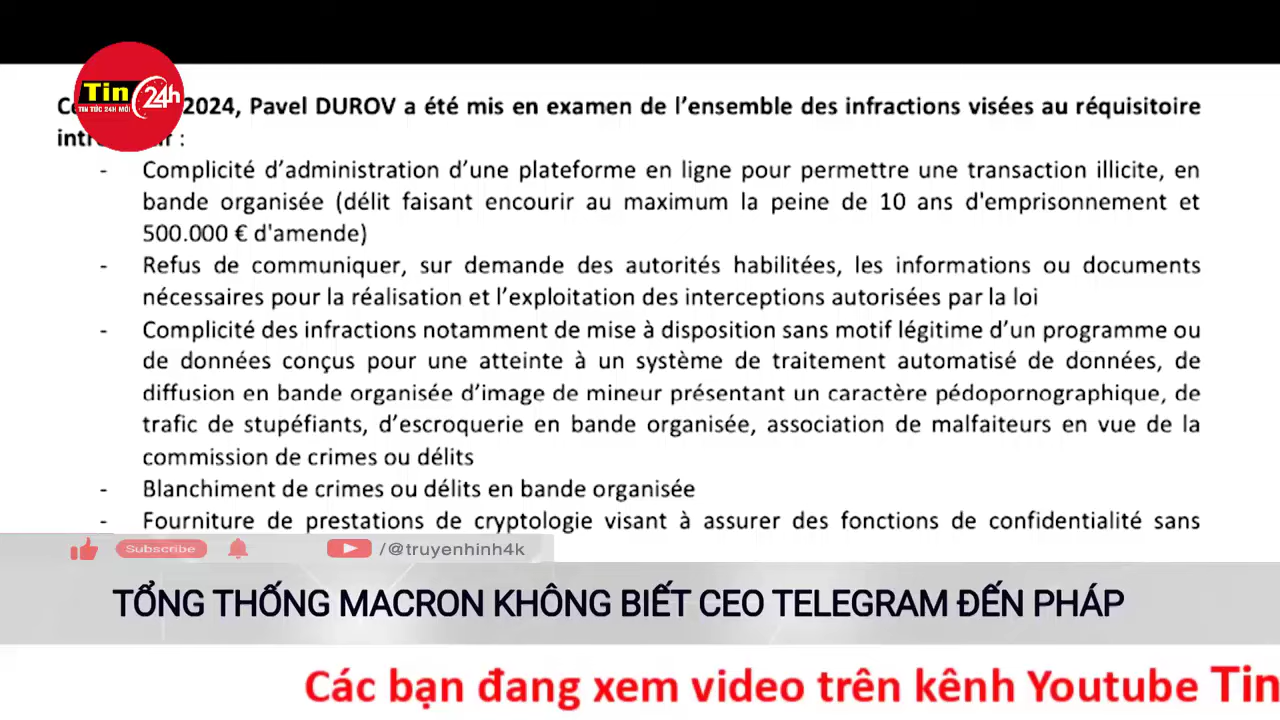 Tin 24h
TIN TỨC 24H MỚI
2024, Pavel DUROV a été mis en examen de l’ensemble des infractions visées au réquisitoire
:
- Complicité d’administration d’une plateforme en ligne pour permettre une transaction illicite, en
bande organisée (délit faisant encourir au maximum la peine de 10 ans d'emprisonnement et
500.000 € d'amende)
- Refus de communiquer, sur demande des autorités habilitées, les informations ou documents
nécessaires pour la réalisation et l’exploitation des interceptions autorisées par la loi
- Complicité des infractions notamment de mise à disposition sans motif légitime d’un programme ou
de données conçus pour une atteinte à un système de traitement automatisé de données, de
diffusion en bande organisée d’image de mineur présentant un caractère pédopornographique, de
trafic de stupéfiants, d’escroquerie en bande organisée, association de malfaiteurs en vue de la
commission de crimes ou délits
- Blanchiment de crimes ou délits en bande organisée
- Fourniture de prestations de cryptologie visant à assurer des fonctions de confidentialité sans
Subscribe /@truyenhinh4k
TỔNG THỐNG MACRON KHÔNG BIẾT CEO TELEGRAM ĐẾN PHÁP
Các bạn đang xem video trên kênh Youtube Tin